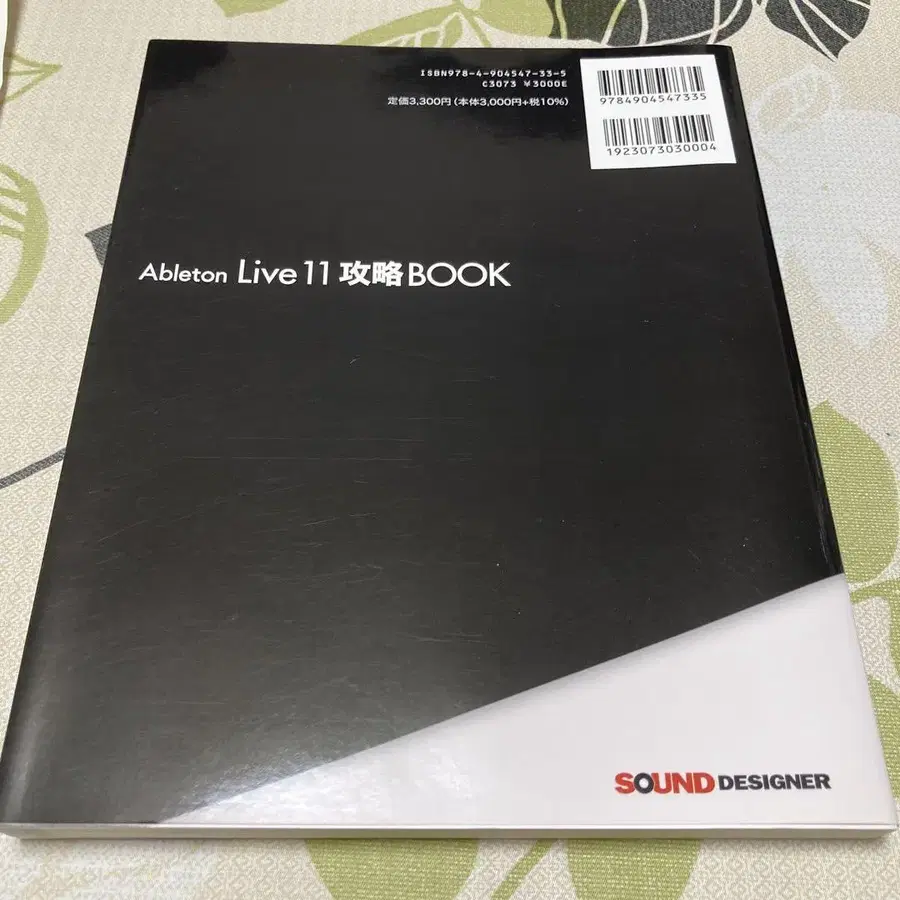 ISBN978-4-904547-33-5
C3073 ¥3000E
定価3,300円(本体3,000円+税10%)
9784904547335
1923073030004
Ableton Live 11 攻略BOOK
SOUND DESIGNER